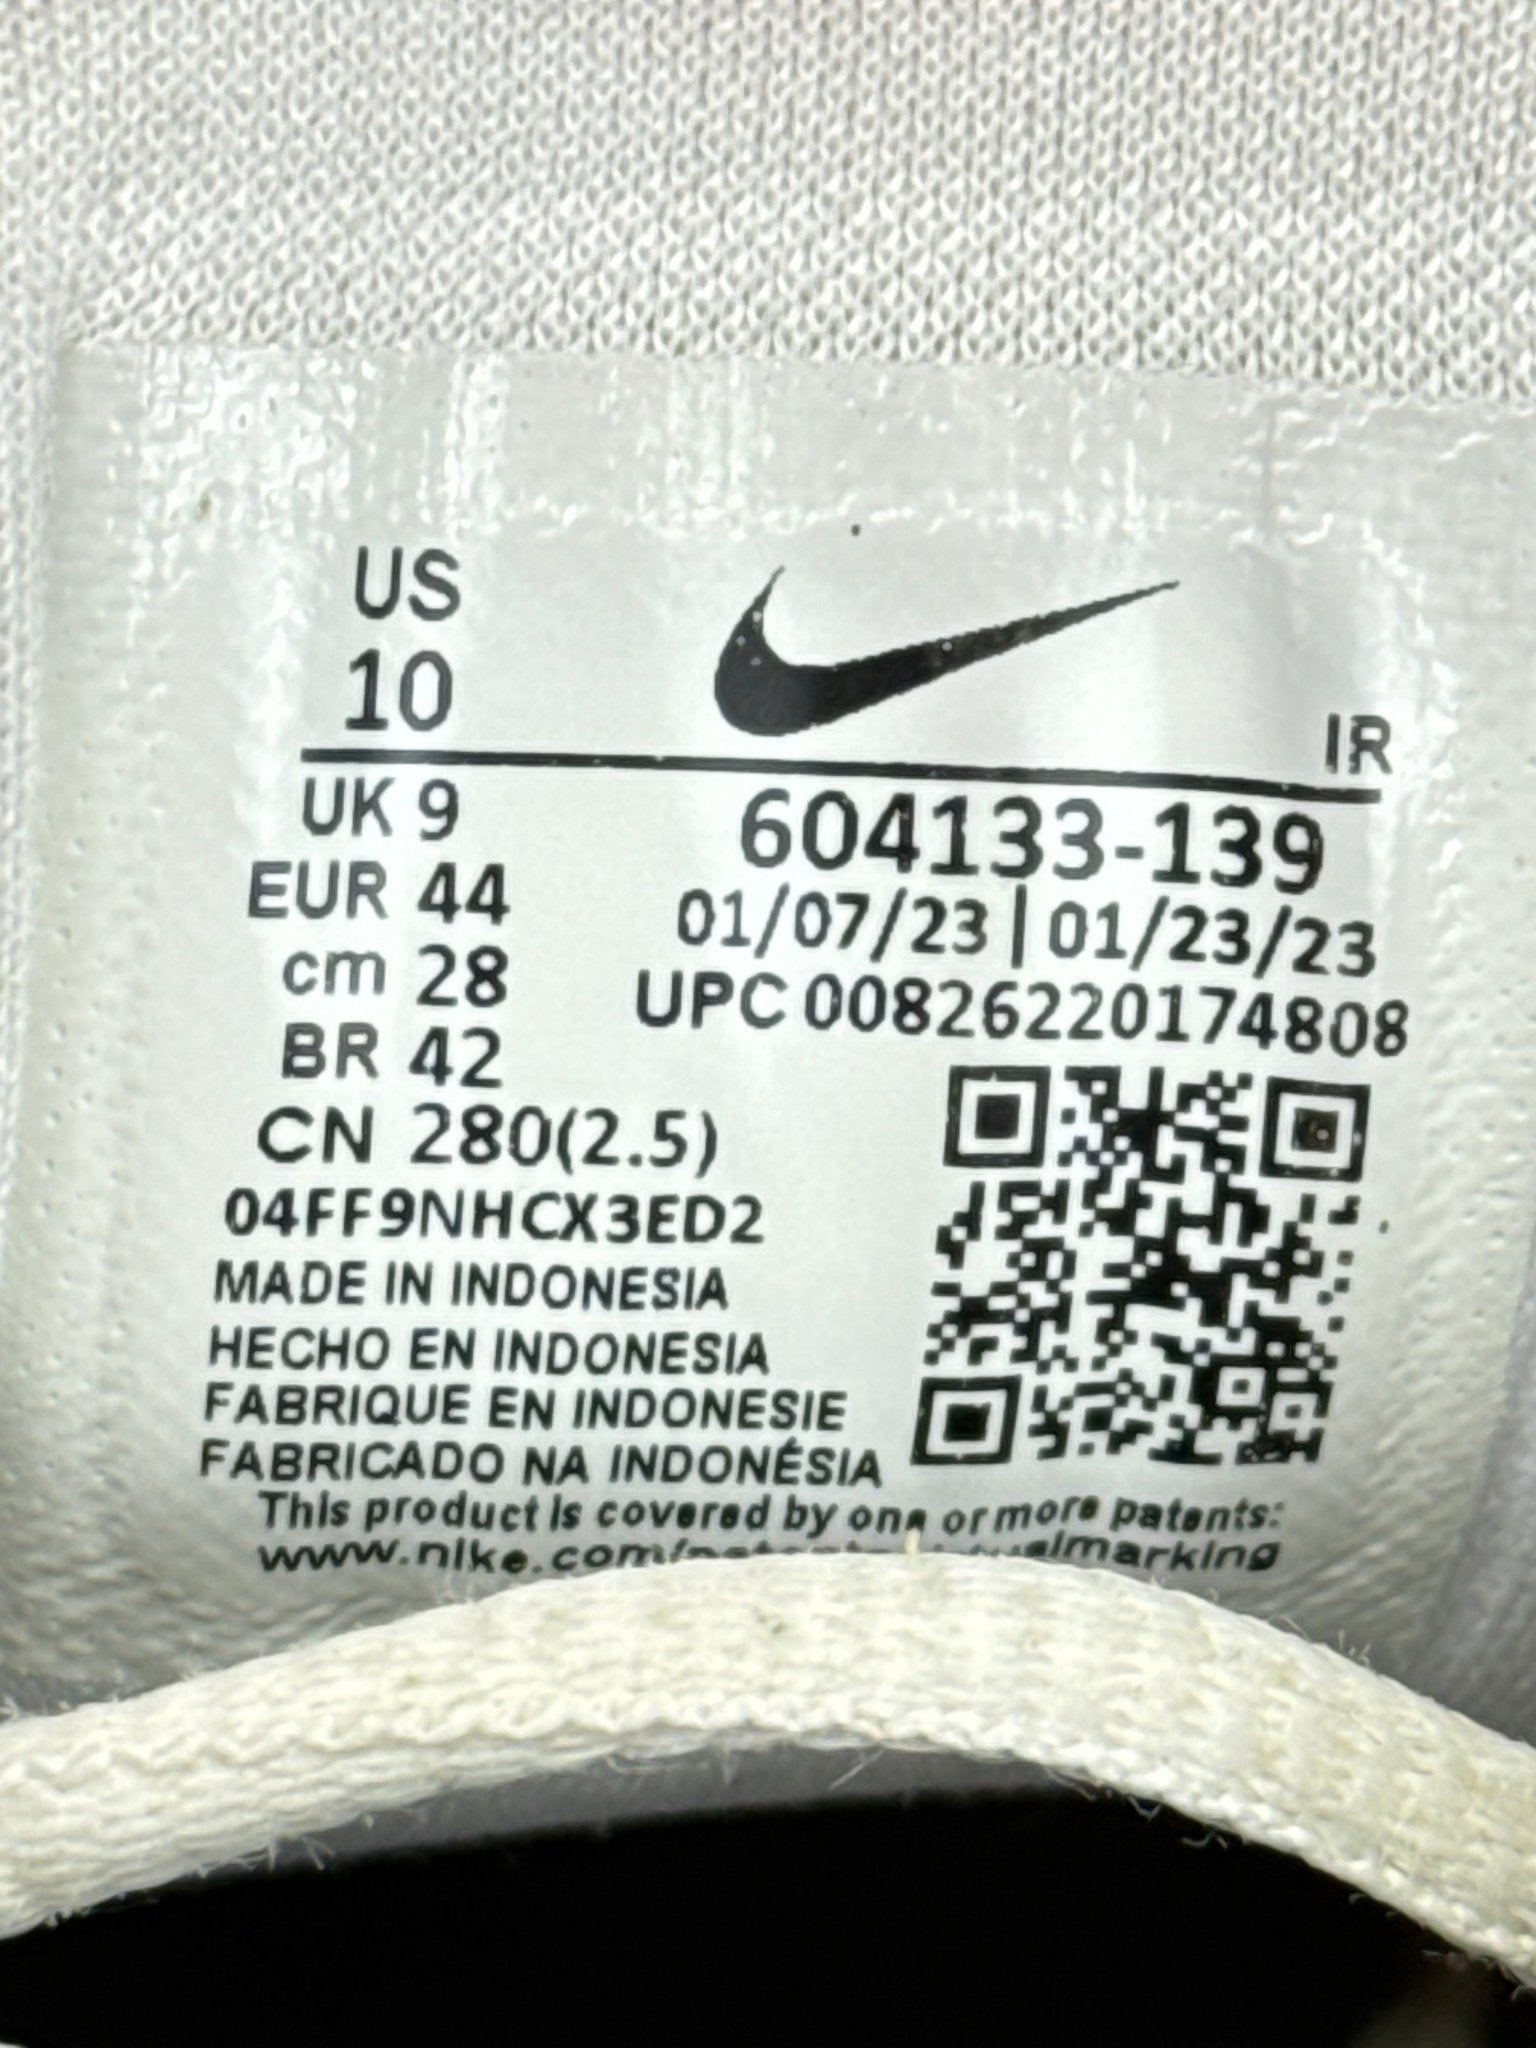 US
10
IR
UK 9
EUR 44
cm 28
BR 42
CN 280(2.5)
604133-139
01/07/23 | 01/23/23
UPC 00826220174808
04FF9NHCX3ED2
MADE IN INDONESIA
HECHO EN INDONESIA
FABRIQUE EN INDONESIE
FABRICADO NA INDONÉSIA
This product is covered by one or more patents:
www.nike.com/